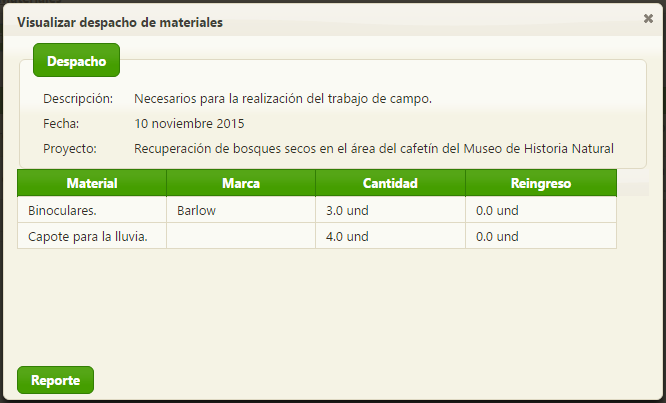 Visualizar despacho de materiales
Despacho
Descripción: Necesarios para la realización del trabajo de campo.
Fecha: 10 noviembre 2015
Proyecto: Recuperación de bosques secos en el área del cafetín del Museo de Historia Natural
Material Marca Cantidad Reingreso
Binoculares. Barlow 3.0 und 0.0 und
Capote para la lluvia. 4.0 und 0.0 und
Reporte